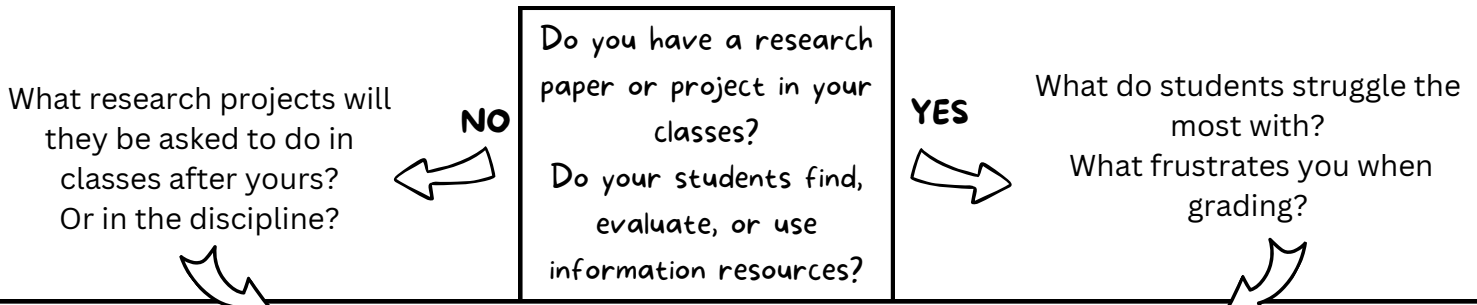 Do you have a research
paper or project in your
classes?
Do your students find,
evaluate, or use
information resources?
NO
What research projects will
they be asked to do in
classes after yours?
Or in the discipline?
YES
What do students struggle the
most with?
What frustrates you when
grading?